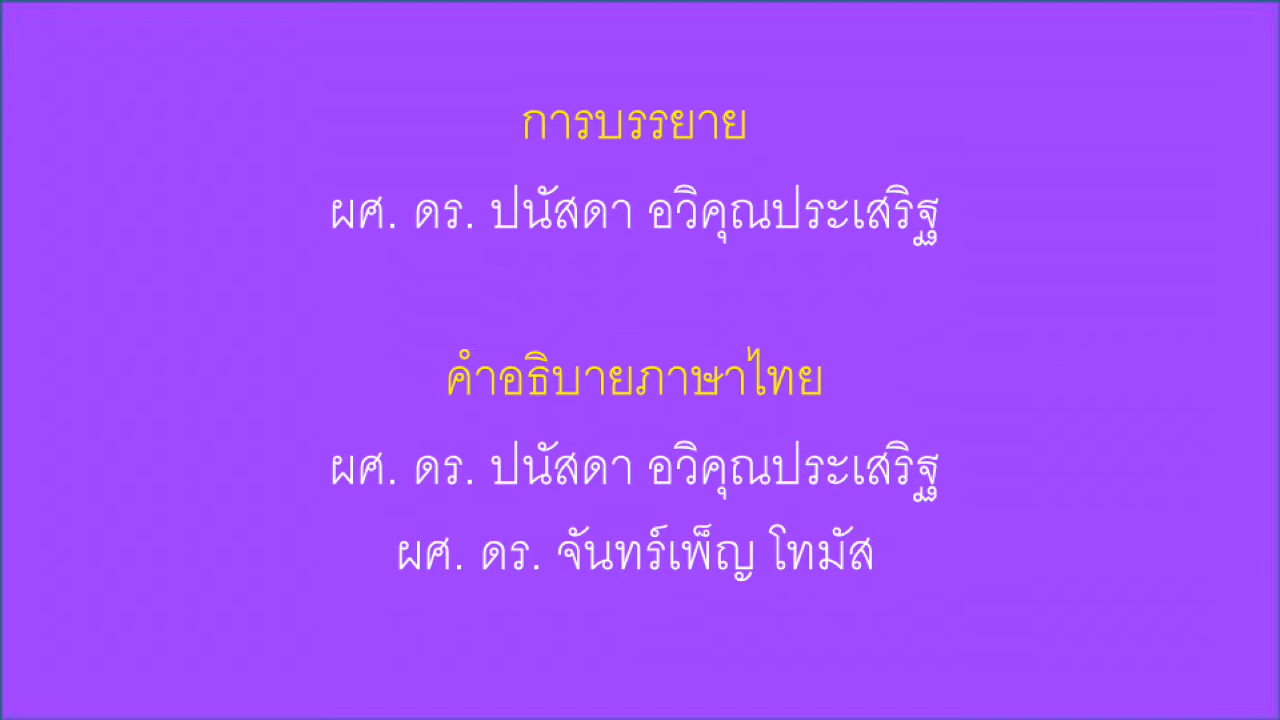 การบรรยาย
ผศ. ดร. ปนัสดา อวิคุณประเสริฐ
คำอธิบายภาษาไทย
ผศ. ดร. ปนัสดา อวิคุณประเสริฐ
ผศ. ดร. จันทร์เพ็ญ โทมัส